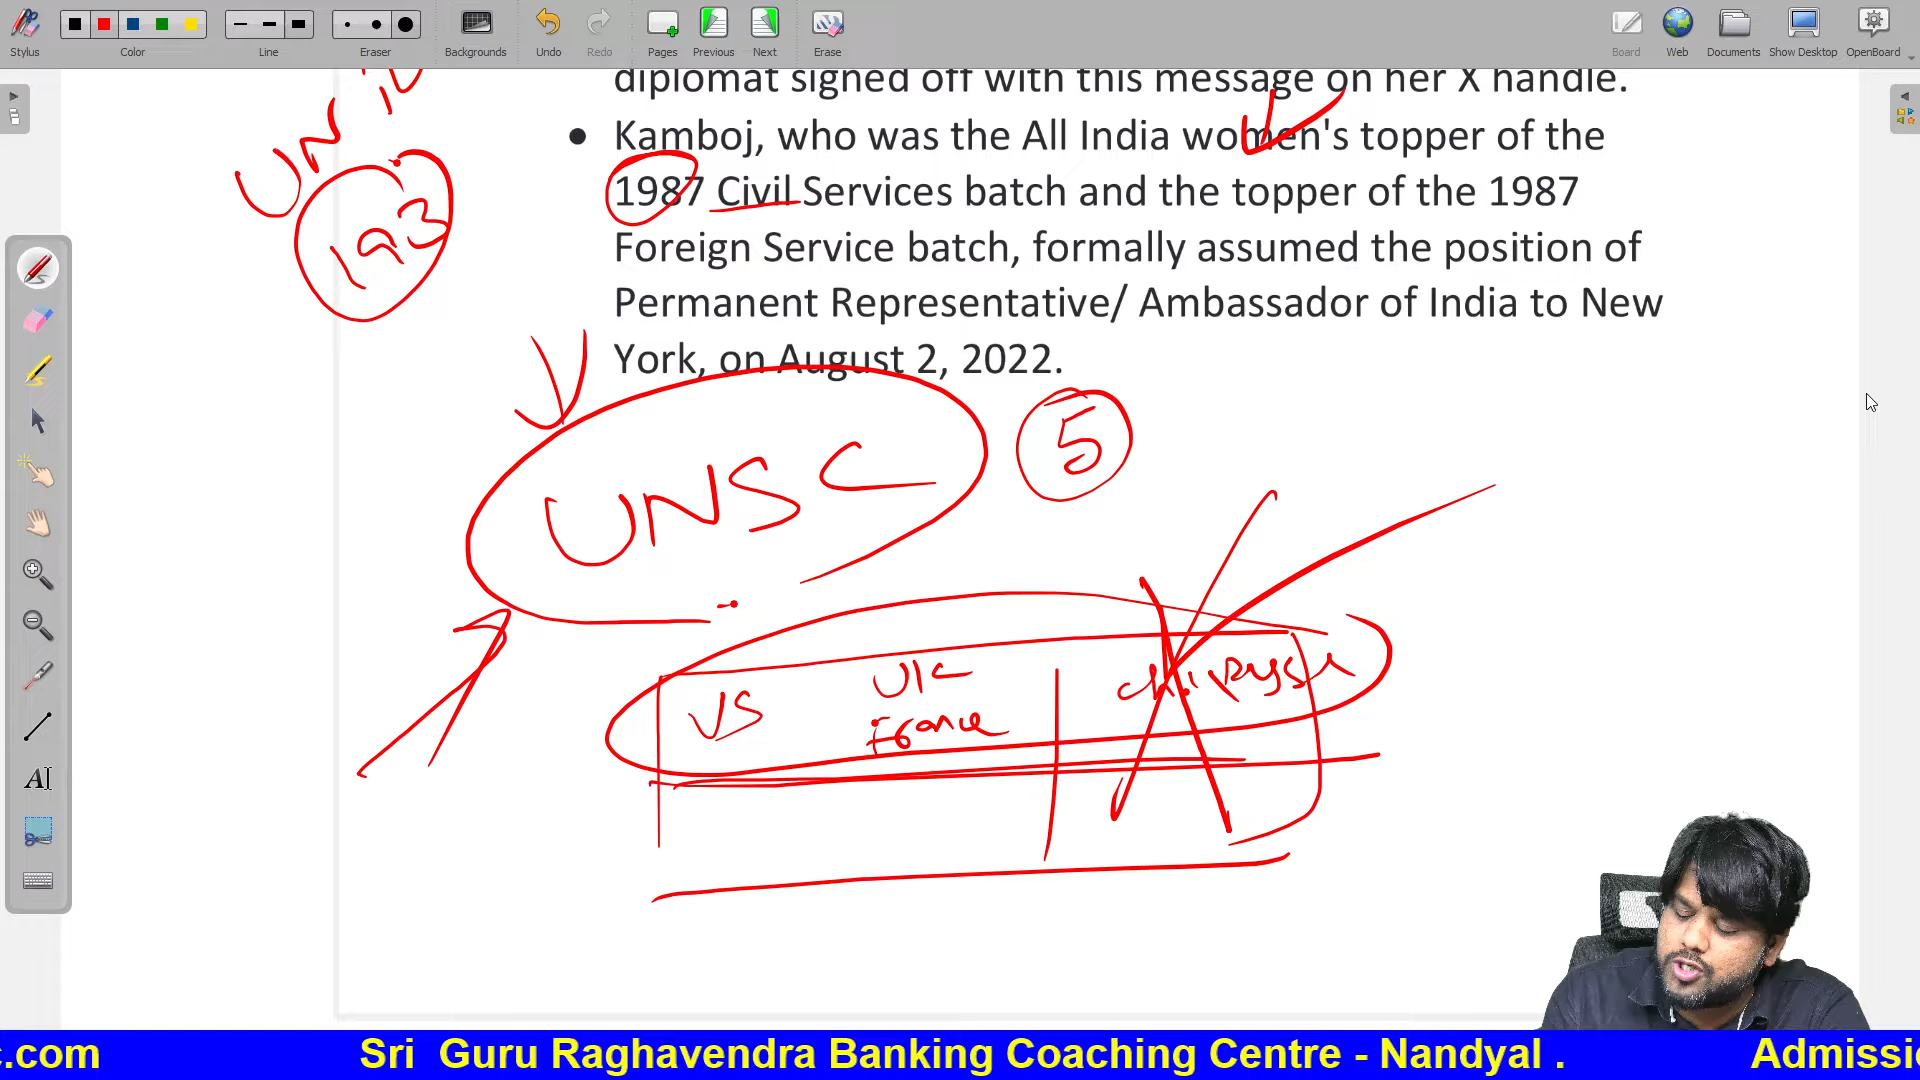 Stylus
Color
Line
Eraser
Backgrounds
Undo
Redo
Pages
Previous
Next
Erase
Board
Web
Documents
Show Desktop
OpenBoard
diplomat signed off with this message on her X handle.
● Kamboj, who was the All India women's topper of the
1987 Civil Services batch and the topper of the 1987
Foreign Service batch, formally assumed the position of
Permanent Representative/ Ambassador of India to New
York, on August 2, 2022.
UN
193
UNSC
5
US
UK
France
A
c.com
Sri Guru Raghavendra Banking Coaching Centre - Nandyal .
Admissi